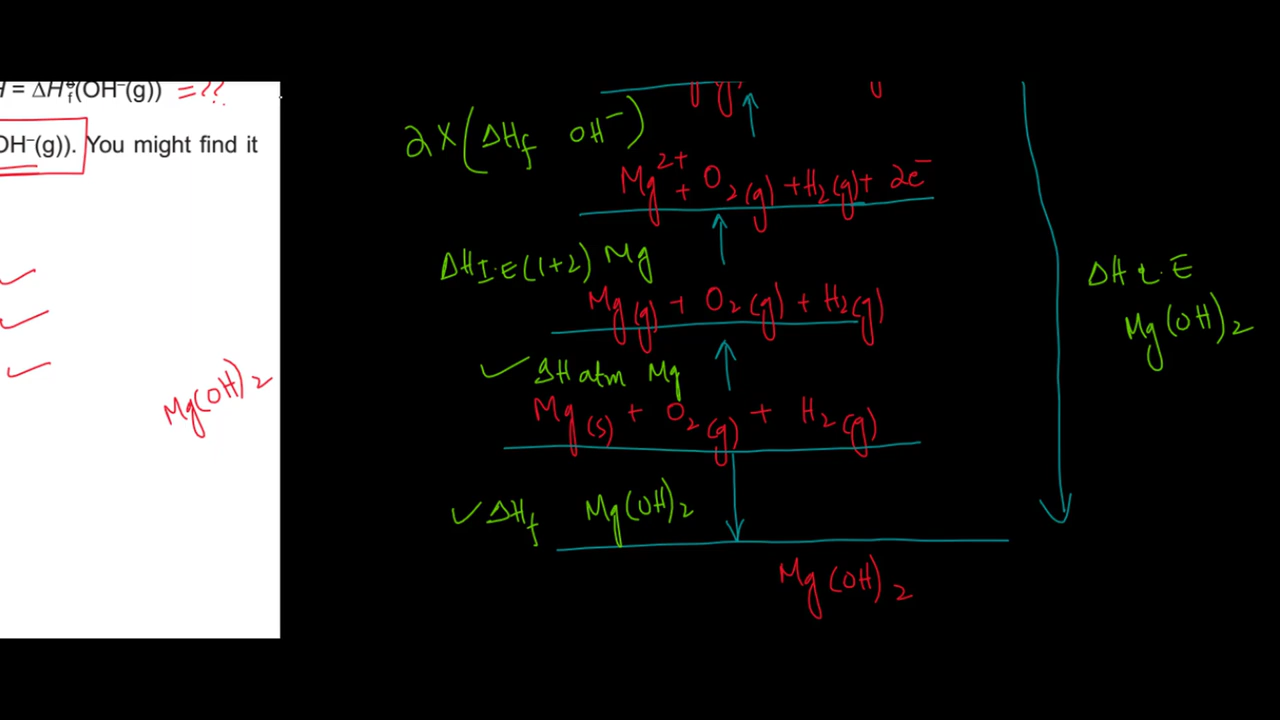 H = ΔH_f^⦵(OH⁻(g)) = ??
OH⁻(g)). You might find it
Mg(OH)2
2 × (ΔHf OH⁻)
Mg2+ + O2(g) + H2(g) + 2e⁻
ΔH I.E (1+2) Mg
Mg(g) + O2(g) + H2(g)
ΔH atm Mg
Mg(s) + O2(g) + H2(g)
ΔHf Mg(OH)2
Mg(OH)2
ΔH L.E
Mg(OH)2